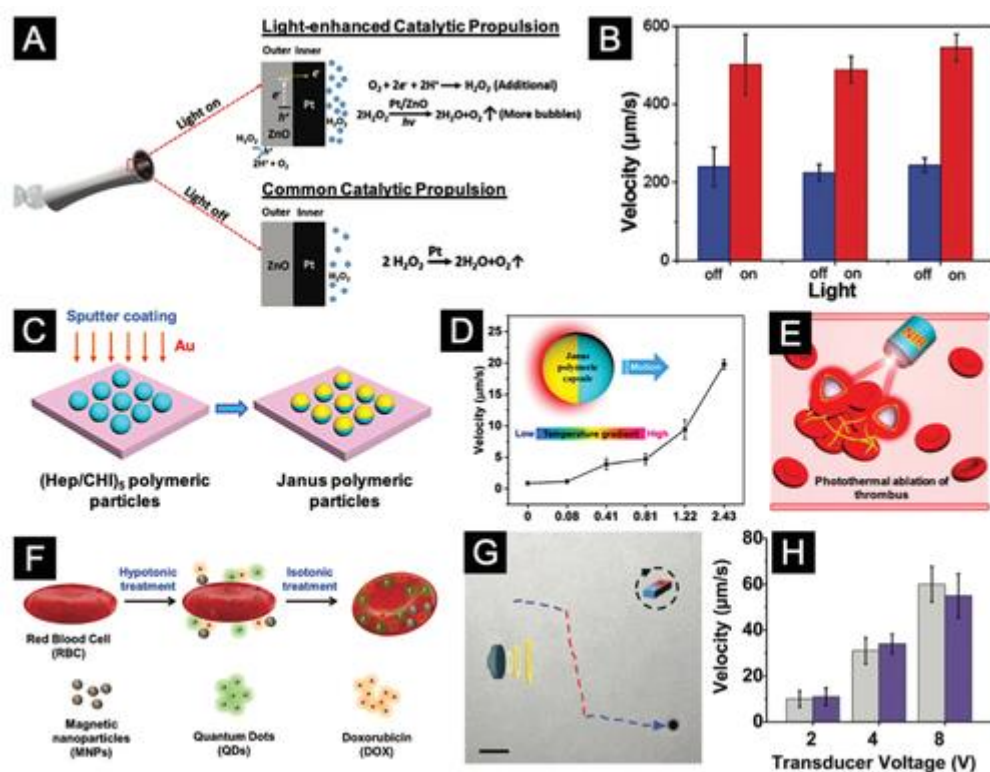 A
Light-enhanced Catalytic Propulsion
Outer Inner
e⁻
e⁻
h⁺
ZnO
Pt
H₂O₂
H₂O₂
h⁺
2H⁺ + O₂
O₂ + 2e⁻ + 2H⁺ → H₂O₂ (Additional)
Pt/ZnO
2H₂O₂ → 2H₂O+O₂ ↑ (More bubbles)
hv
Light on
Light off
Common Catalytic Propulsion
Outer Inner
ZnO
Pt
H₂O₂
Pt
2 H₂O₂ → 2H₂O+O₂ ↑
B
Velocity (µm/s)
600
400
200
0
off on off on off on
Light
C
Sputter coating
Au
(Hep/CHI)₅ polymeric
particles
Janus polymeric
particles
D
Velocity (µm/s)
25
20
15
10
5
0
Janus
polymeric
capsule
Motion
Low Temperature gradient High
0 0.08 0.41 0.81 1.22 2.43
E
NIR
Photothermal ablation of
thrombus
F
Hypotonic
treatment
Isotonic
treatment
Red Blood Cell
(RBC)
Magnetic
nanoparticles
(MNPs)
Quantum Dots
(QDs)
Doxorubicin
(DOX)
G
H
Velocity (µm/s)
80
60
40
20
0
2 4 8
Transducer Voltage (V)